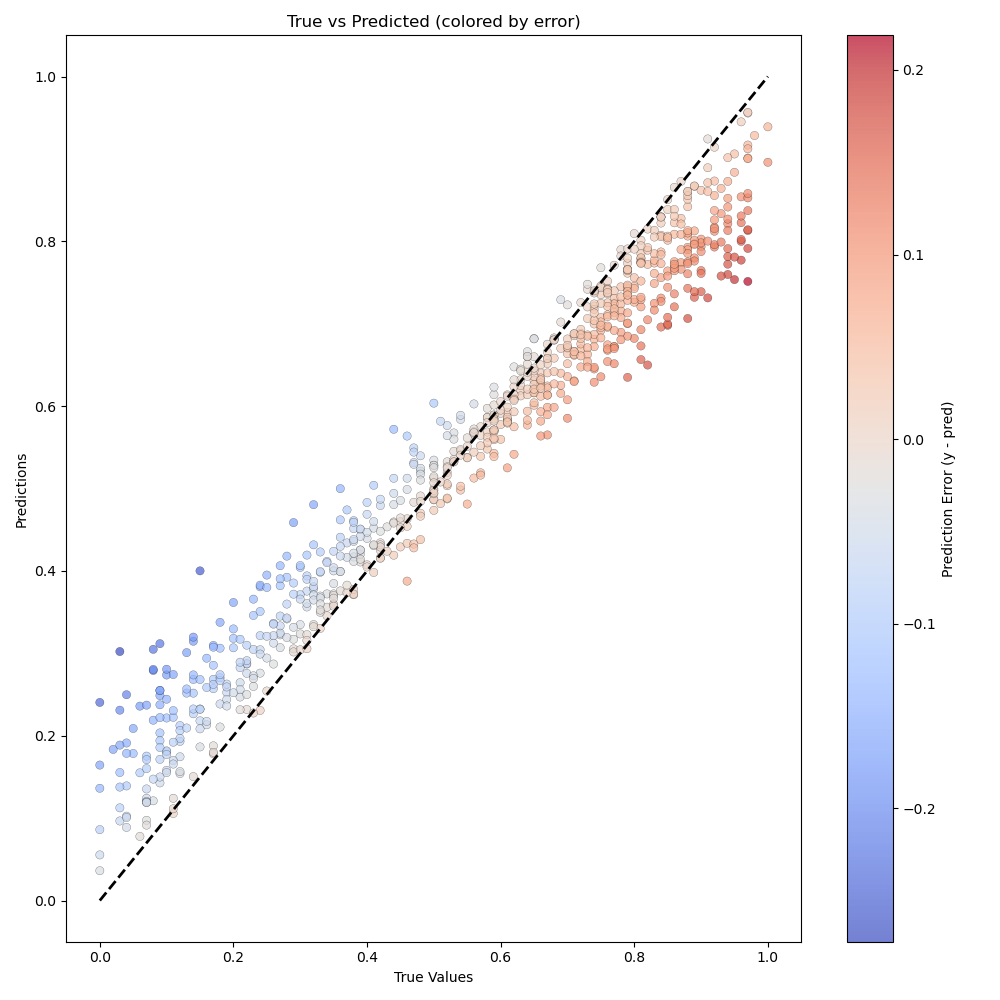 True vs Predicted (colored by error)
1.0
0.8
0.6
0.4
0.2
0.0
Predictions
0.0 0.2 0.4 0.6 0.8 1.0
True Values
0.2
0.1
0.0
−0.1
−0.2
Prediction Error (y - pred)